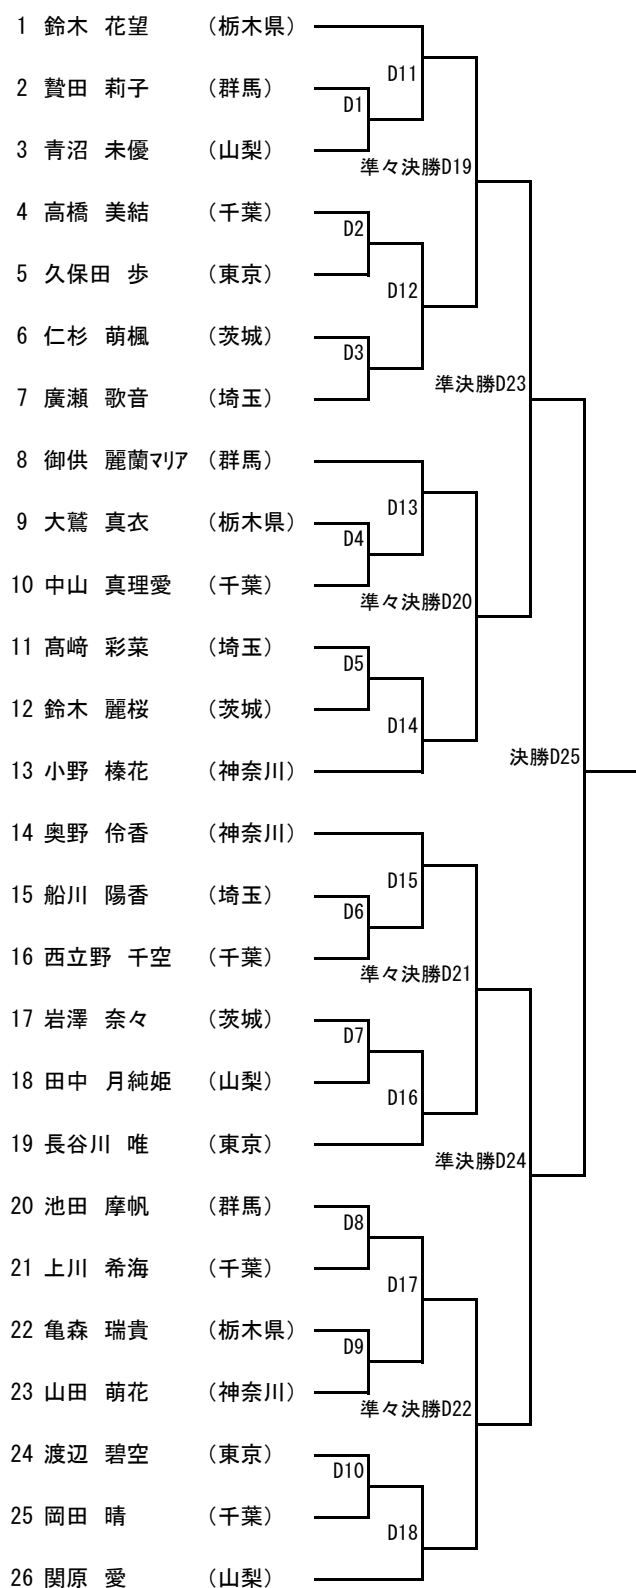 1 鈴木 花望 （栃木県）
D11
2 贄田 莉子 （群馬）
D1
3 青沼 未優 （山梨）
準々決勝D19
4 高橋 美結 （千葉）
D2
5 久保田 歩 （東京）
D12
6 仁杉 萌楓 （茨城）
D3
準決勝D23
7 廣瀬 歌音 （埼玉）
8 御供 麗蘭マリア （群馬）
D13
9 大鷲 真衣 （栃木県）
D4
10 中山 真理愛 （千葉）
準々決勝D20
11 髙﨑 彩菜 （埼玉）
D5
12 鈴木 麗桜 （茨城）
D14
決勝D25
13 小野 榛花 （神奈川）
14 奥野 伶香 （神奈川）
D15
15 船川 陽香 （埼玉）
D6
16 西立野 千空 （千葉）
準々決勝D21
17 岩澤 奈々 （茨城）
D7
18 田中 月純姫 （山梨）
D16
19 長谷川 唯 （東京）
準決勝D24
20 池田 摩帆 （群馬）
D8
21 上川 希海 （千葉）
D17
22 亀森 瑞貴 （栃木県）
D9
23 山田 萌花 （神奈川）
準々決勝D22
24 渡辺 碧空 （東京）
D10
25 岡田 晴 （千葉）
D18
26 関原 愛 （山梨）